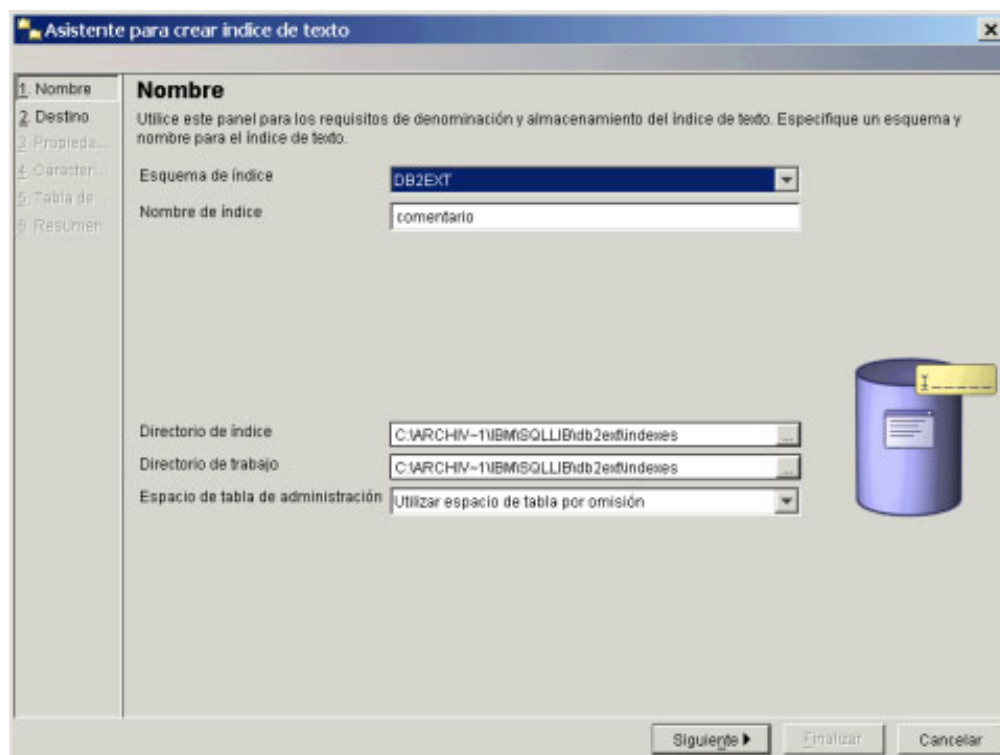 Asistente para crear índice de texto
1. Nombre
2. Destino
3. Propieda...
4. Caracterí...
5. Tabla de ...
6. Resumen
Nombre
Utilice este panel para los requisitos de denominación y almacenamiento del índice de texto. Especifique un esquema y
nombre para el índice de texto.
Esquema de índice
DB2EXT
Nombre de índice
comentario
Directorio de índice
C:\ARCHIV~1\IBM\SQLLIB\db2ext\indexes
...
Directorio de trabajo
C:\ARCHIV~1\IBM\SQLLIB\db2ext\indexes
...
Espacio de tabla de administración
Utilizar espacio de tabla por omisión
Siguiente
Finalizar
Cancelar